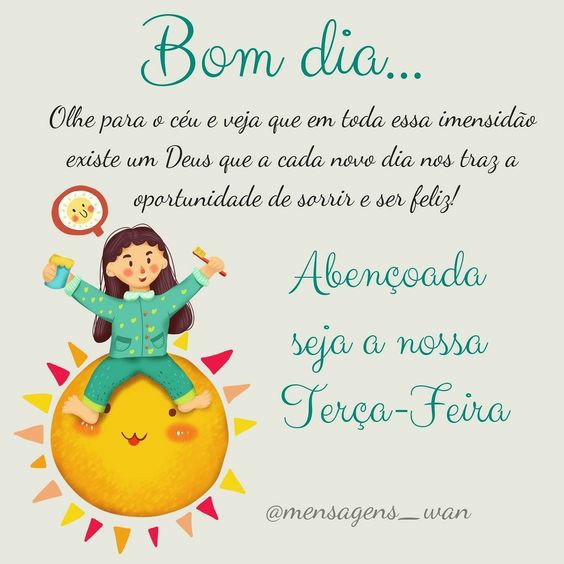 Bom dia...
Olhe para o céu e veja que em toda essa imensidão
existe um Deus que a cada novo dia nos traz a
oportunidade de sorrir e ser feliz!
Abençoada
seja a nossa
Terça-Feira
@mensagens_wan